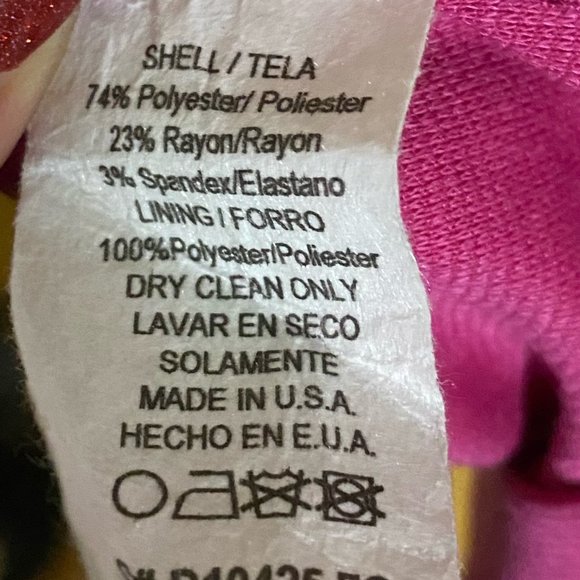 SHELL / TELA
74% Polyester/ Poliester
23% Rayon/Rayon
3% Spandex/Elastano
LINING / FORRO
100%Polyester/Poliester
DRY CLEAN ONLY
LAVAR EN SECO
SOLAMENTE
MADE IN U.S.A.
HECHO EN E.U.A.